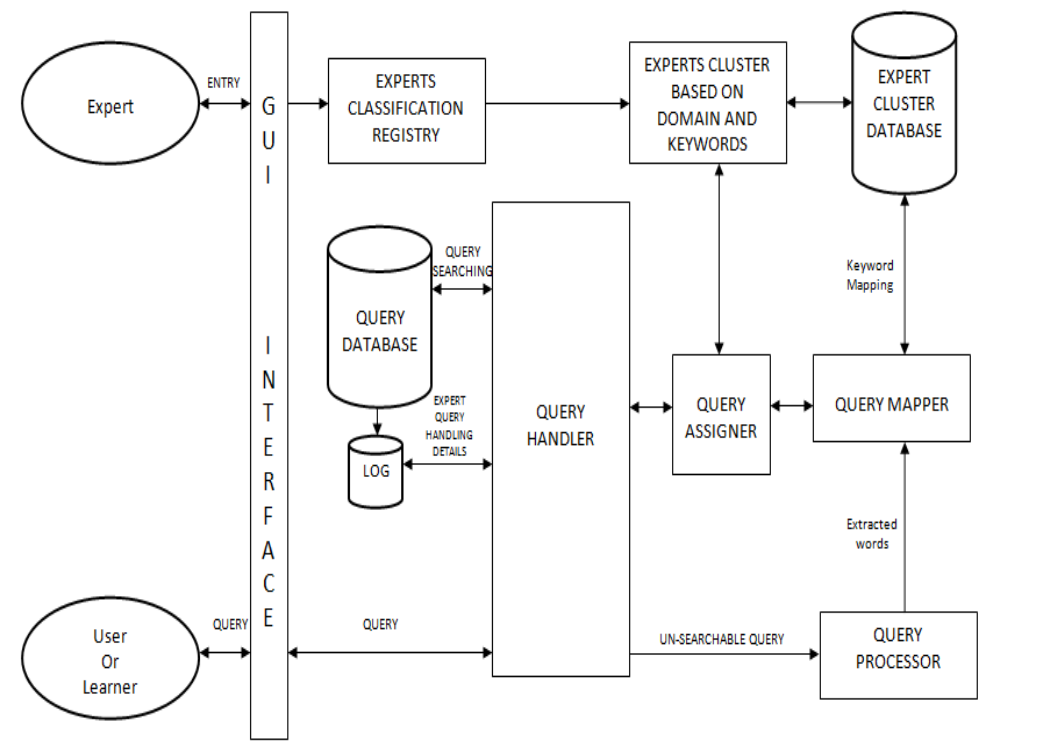 Expert
ENTRY
G
U
I
I
N
T
E
R
F
A
C
E
EXPERTS
CLASSIFICATION
REGISTRY
EXPERTS CLUSTER
BASED ON
DOMAIN AND
KEYWORDS
EXPERT
CLUSTER
DATABASE
QUERY
SEARCHING
QUERY
DATABASE
EXPERT
QUERY
HANDLING
DETAILS
LOG
QUERY
HANDLER
Keyword
Mapping
QUERY
ASSIGNER
QUERY MAPPER
Extracted
words
User
Or
Learner
QUERY
QUERY
UN-SEARCHABLE QUERY
QUERY
PROCESSOR